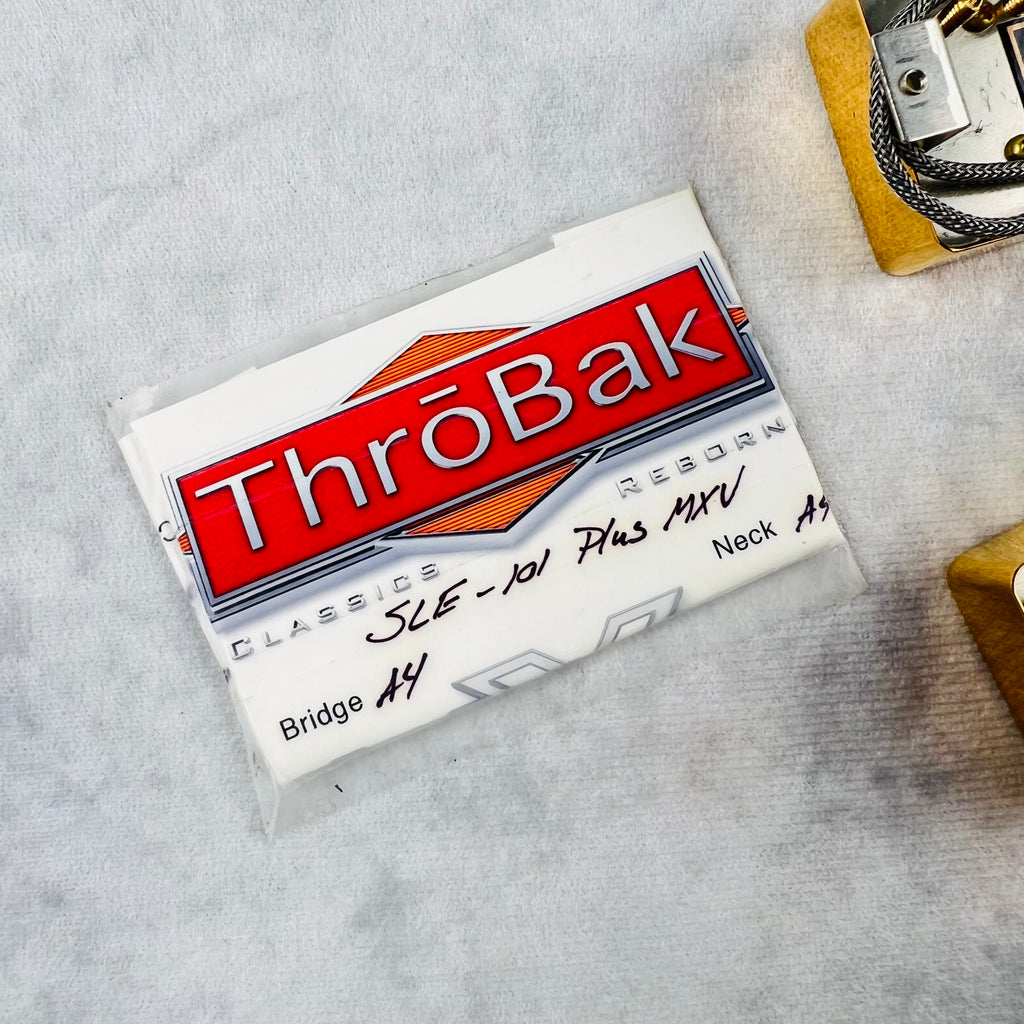 ThrōBak
CLASSICS REBORN
SLE-101 Plus MXV
Bridge A4 Neck